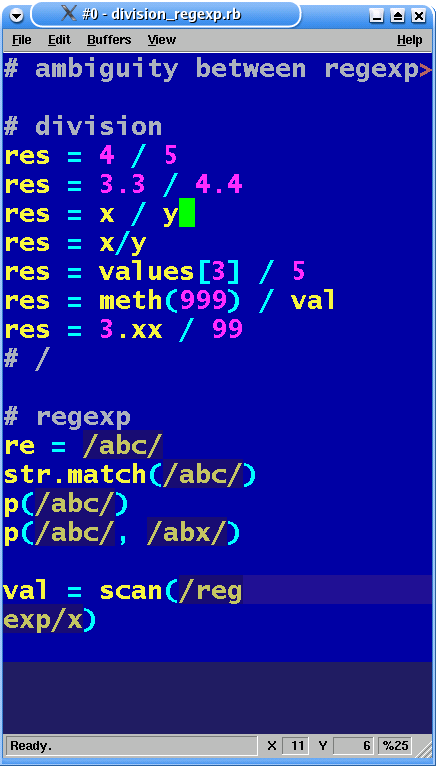 #0 - division_regexp.rb
File Edit Buffers View Help
# ambiguity between regexp>
# division
res = 4 / 5
res = 3.3 / 4.4
res = x / y
res = x/y
res = values[3] / 5
res = meth(999) / val
res = 3.xx / 99
# /
# regexp
re = /abc/
str.match(/abc/)
p(/abc/)
p(/abc/, /abx/)
val = scan(/reg
exp/x)
Ready. X 11 Y 6 %25